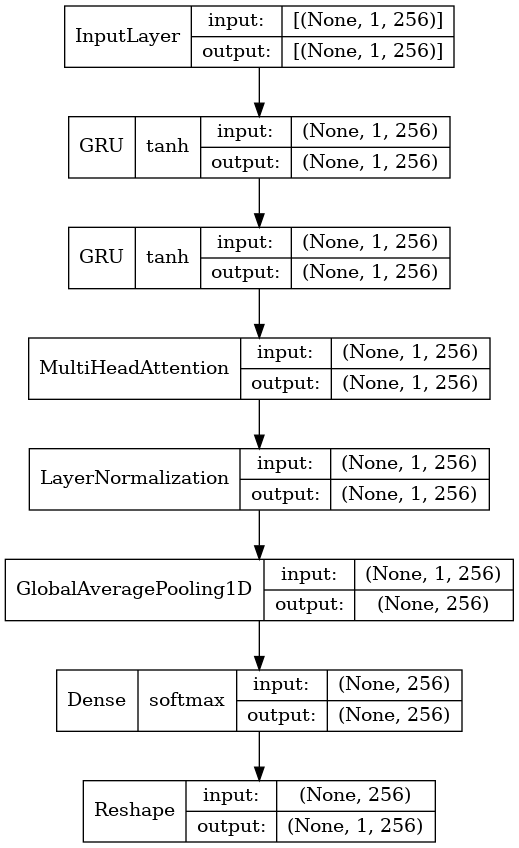 InputLayer input: [(None, 1, 256)]
output: [(None, 1, 256)]
GRU tanh input: (None, 1, 256)
output: (None, 1, 256)
GRU tanh input: (None, 1, 256)
output: (None, 1, 256)
MultiHeadAttention input: (None, 1, 256)
output: (None, 1, 256)
LayerNormalization input: (None, 1, 256)
output: (None, 1, 256)
GlobalAveragePooling1D input: (None, 1, 256)
output: (None, 256)
Dense softmax input: (None, 256)
output: (None, 256)
Reshape input: (None, 256)
output: (None, 1, 256)